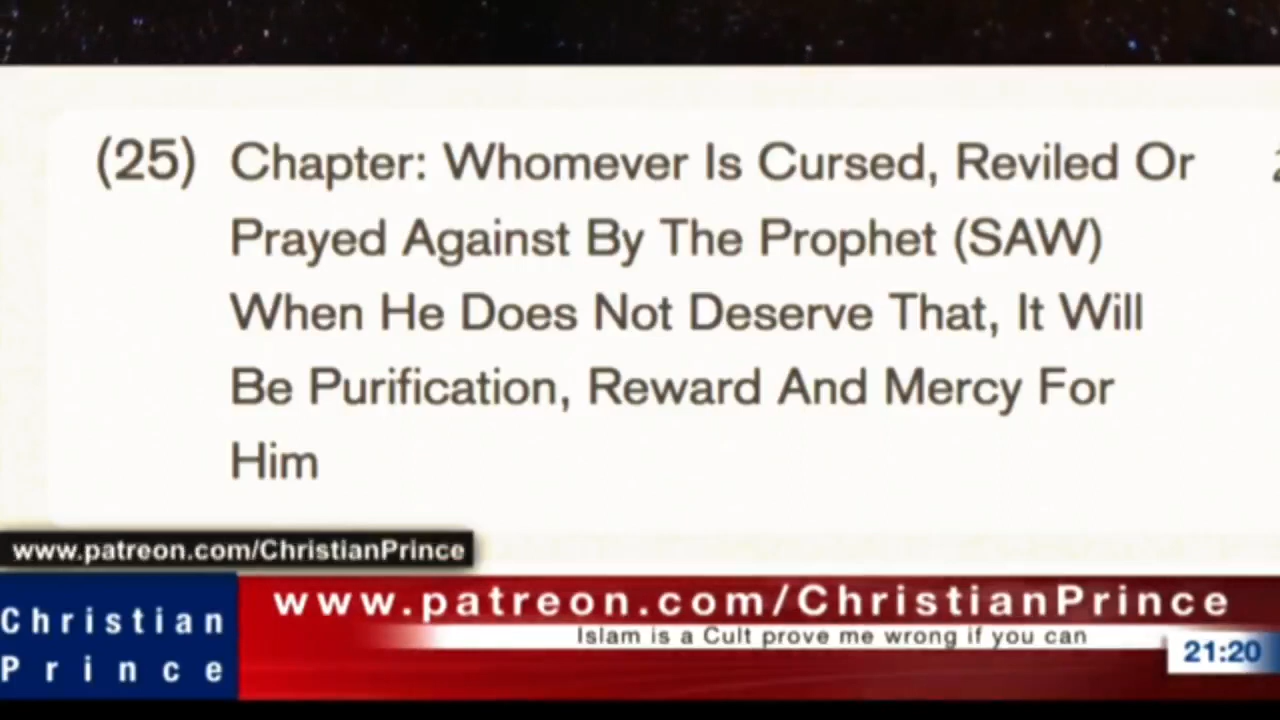 (25) Chapter: Whomever Is Cursed, Reviled Or
Prayed Against By The Prophet (SAW)
When He Does Not Deserve That, It Will
Be Purification, Reward And Mercy For
Him
www.patreon.com/ChristianPrince
www.patreon.com/ChristianPrince
Islam is a Cult prove me wrong if you can
Christian
Prince
21:20